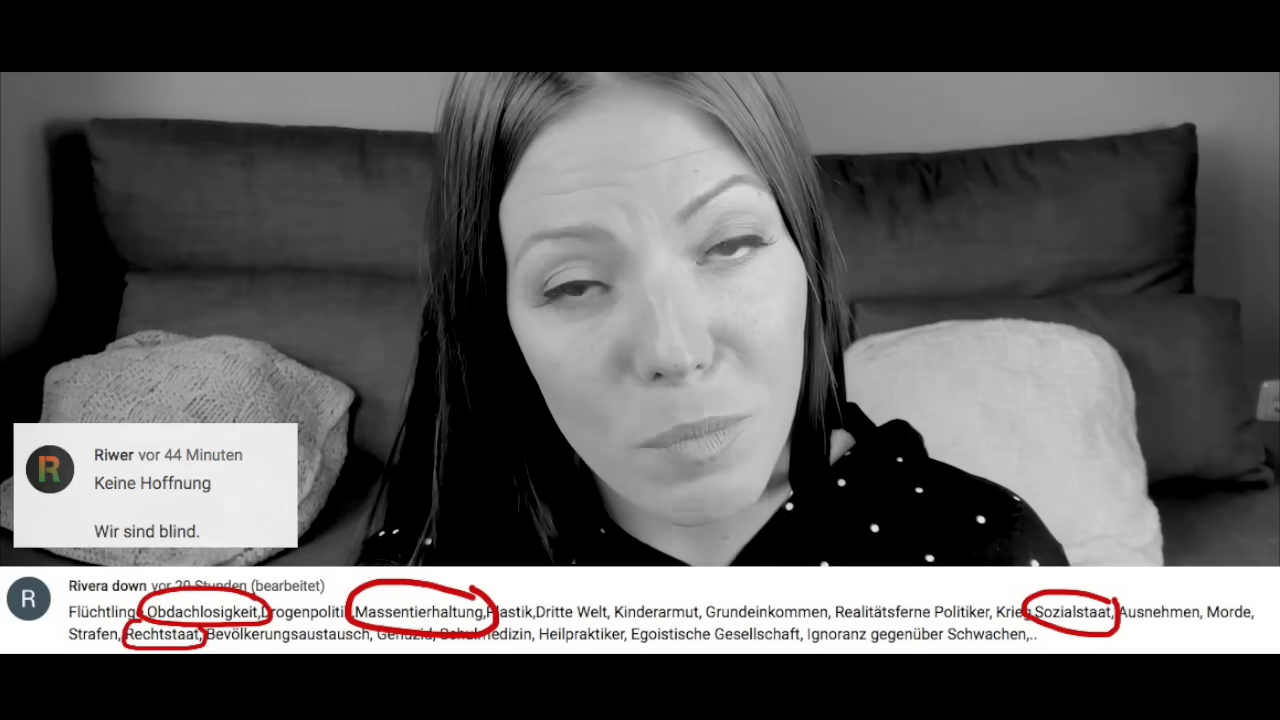 R
Riwer vor 44 Minuten
Keine Hoffnung
Wir sind blind.
R
Rivera down vor 20 Stunden (bearbeitet)
Flüchtlinge, Obdachlosigkeit, Drogenpolitik, Massentierhaltung, Plastik,Dritte Welt, Kinderarmut, Grundeinkommen, Realitätsferne Politiker, Krieg, Sozialstaat, Ausnehmen, Morde,
Strafen, Rechtstaat, Bevölkerungsaustausch, Genozid, Schulmedizin, Heilpraktiker, Egoistische Gesellschaft, Ignoranz gegenüber Schwachen,..